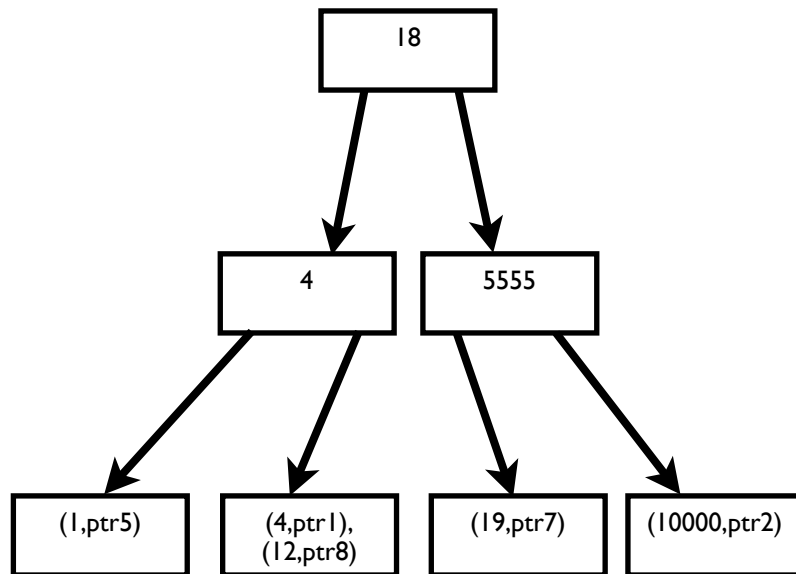 18
4
5555
(1,ptr5)
(4,ptr1),
(12,ptr8)
(19,ptr7)
(10000,ptr2)